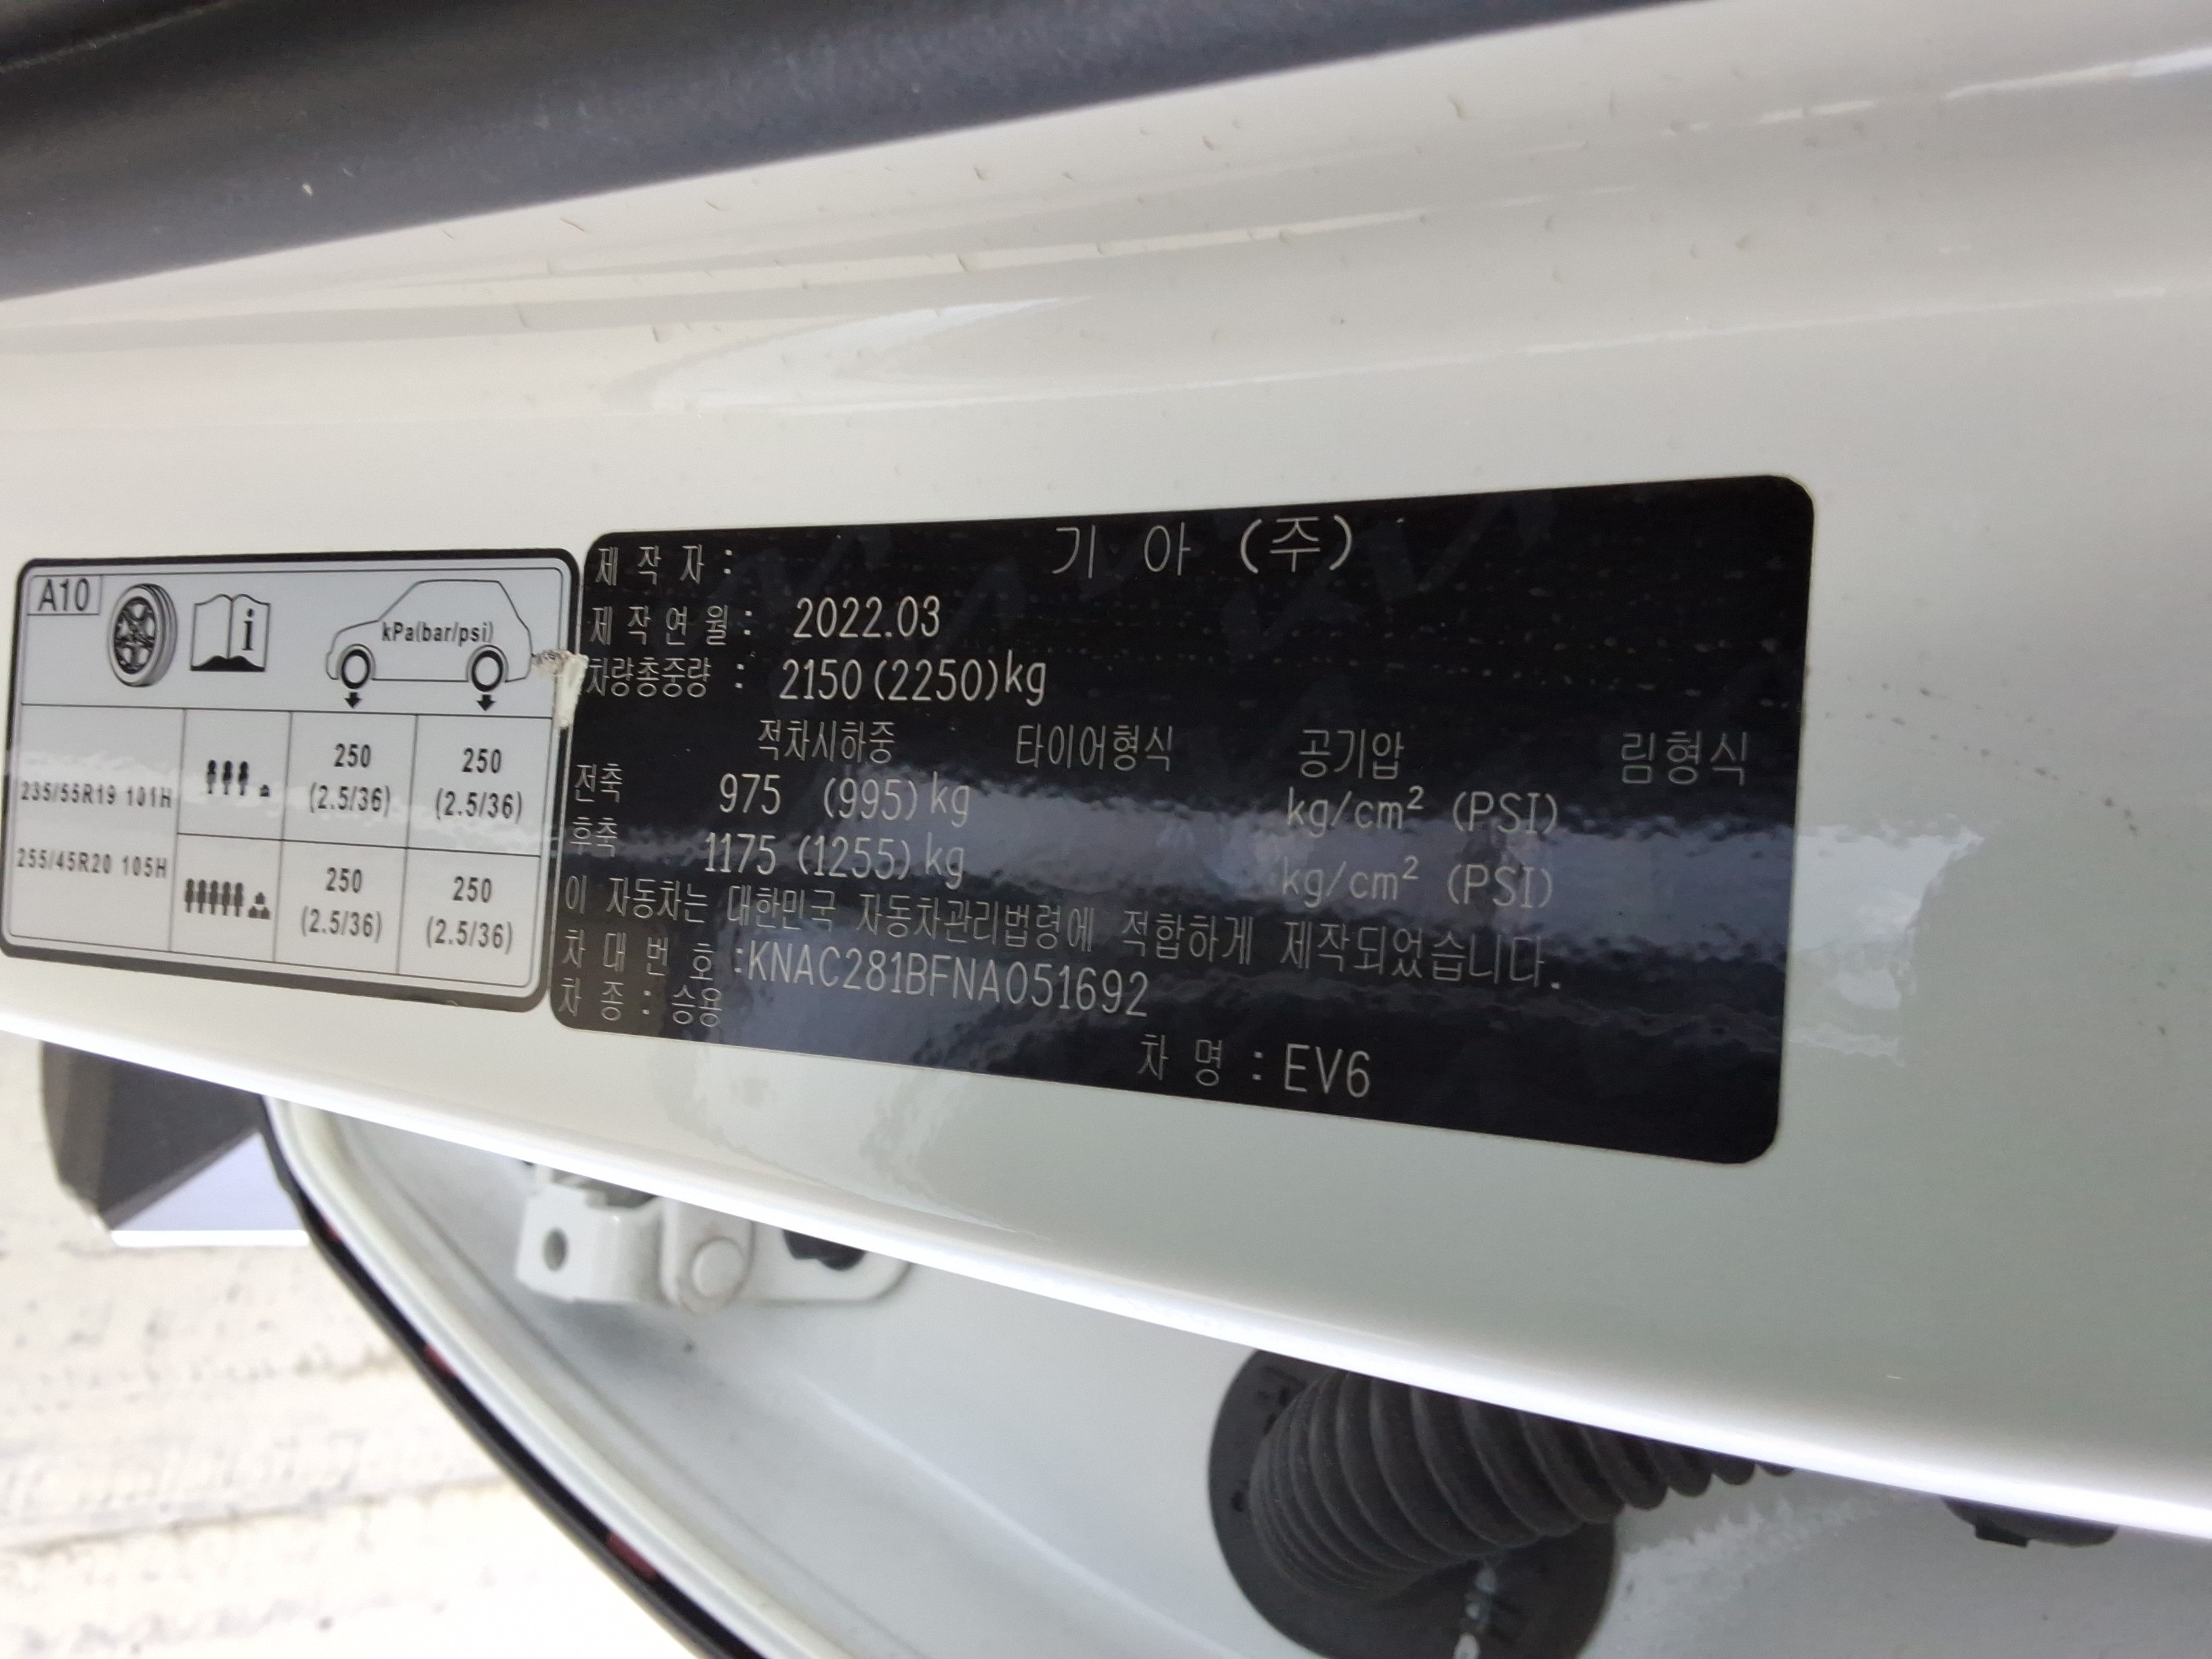 A10
kPa(bar/psi)
235/55R19 101H
250 (2.5/36)
250 (2.5/36)
255/45R20 105H
250 (2.5/36)
250 (2.5/36)
제 작 자 : 기 아 (주)
제 작 연 월 : 2022.03
차량총중량 : 2150 (2250)kg
적차시하중 타이어형식 공기압 림형식
전축 975 (995) kg kg/cm² (PSI)
후축 1175 (1255) kg kg/cm² (PSI)
이 자동차는 대한민국 자동차관리법령에 적합하게 제작되었습니다.
차 대 번 호 :KNAC281BFNA051692
차 종 : 승용 차 명 : EV6